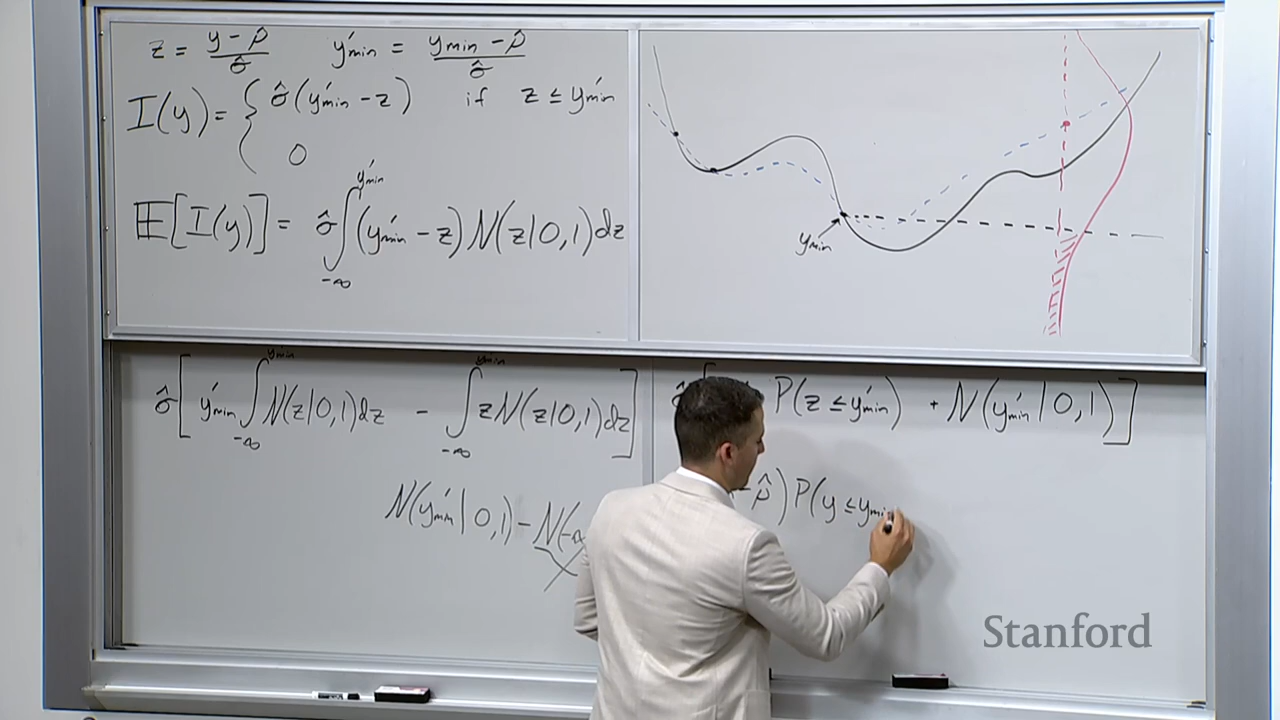 z = (y - μ̂)/σ̂    y′min = (ymin - μ̂)/σ̂
I(y) = { σ̂(y′min - z)    if z ≤ y′min
0
𝔼[I(y)] = σ̂ ∫_{-∞}^{y′min} (y′min - z) N(z|0,1) dz
ymin
σ̂[ y′min ∫_{-∞}^{y′min} N(z|0,1) dz - ∫_{-∞}^{y′min} z N(z|0,1) dz ]
N(y′min | 0,1) - N(-∞
P(z ≤ y′min) + N(y′min | 0,1) ]
- μ̂) P(y ≤ ymin
Stanford